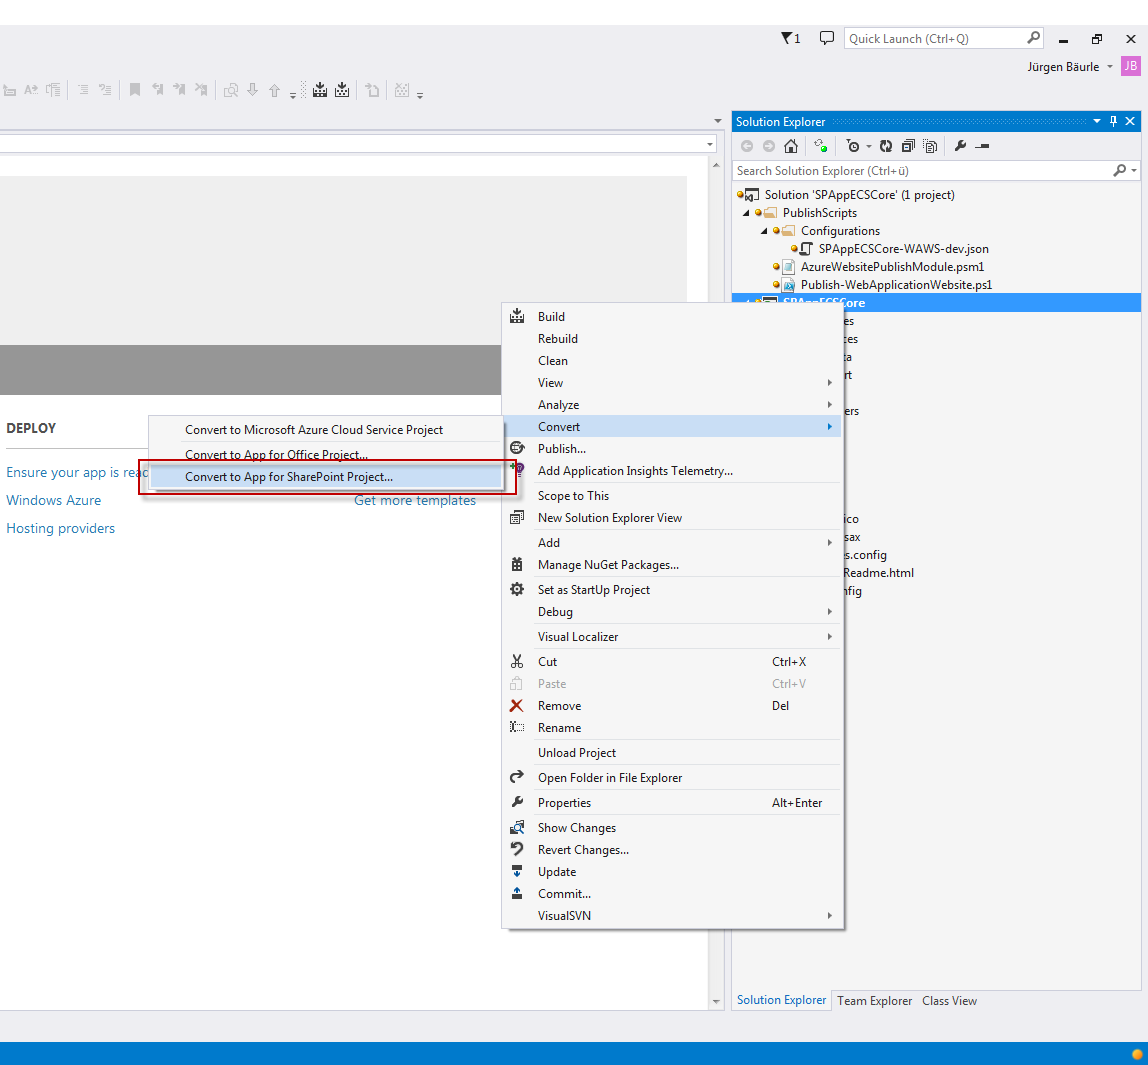 1
Quick Launch (Ctrl+Q)
Jürgen Bäurle
JB
Solution Explorer
Search Solution Explorer (Ctrl+ü)
Solution 'SPAppECSCore' (1 project)
PublishScripts
Configurations
SPAppECSCore-WAWS-dev.json
AzureWebsitePublishModule.psm1
Publish-WebApplicationWebsite.ps1
SPAppECSCore
es
ces
ta
rt
ers
ico
sax
s.config
Readme.html
nfig
Build
Rebuild
Clean
View
Analyze
Convert
Publish...
Add Application Insights Telemetry...
Scope to This
New Solution Explorer View
Add
Manage NuGet Packages...
Set as StartUp Project
Debug
Visual Localizer
Cut Ctrl+X
Paste Ctrl+V
Remove Del
Rename
Unload Project
Open Folder in File Explorer
Properties Alt+Enter
Show Changes
Revert Changes...
Update
Commit...
VisualSVN
Convert to Microsoft Azure Cloud Service Project
Convert to App for Office Project...
Convert to App for SharePoint Project...
DEPLOY
Ensure your app is read
Windows Azure
Get more templates
Hosting providers
Solution Explorer
Team Explorer
Class View